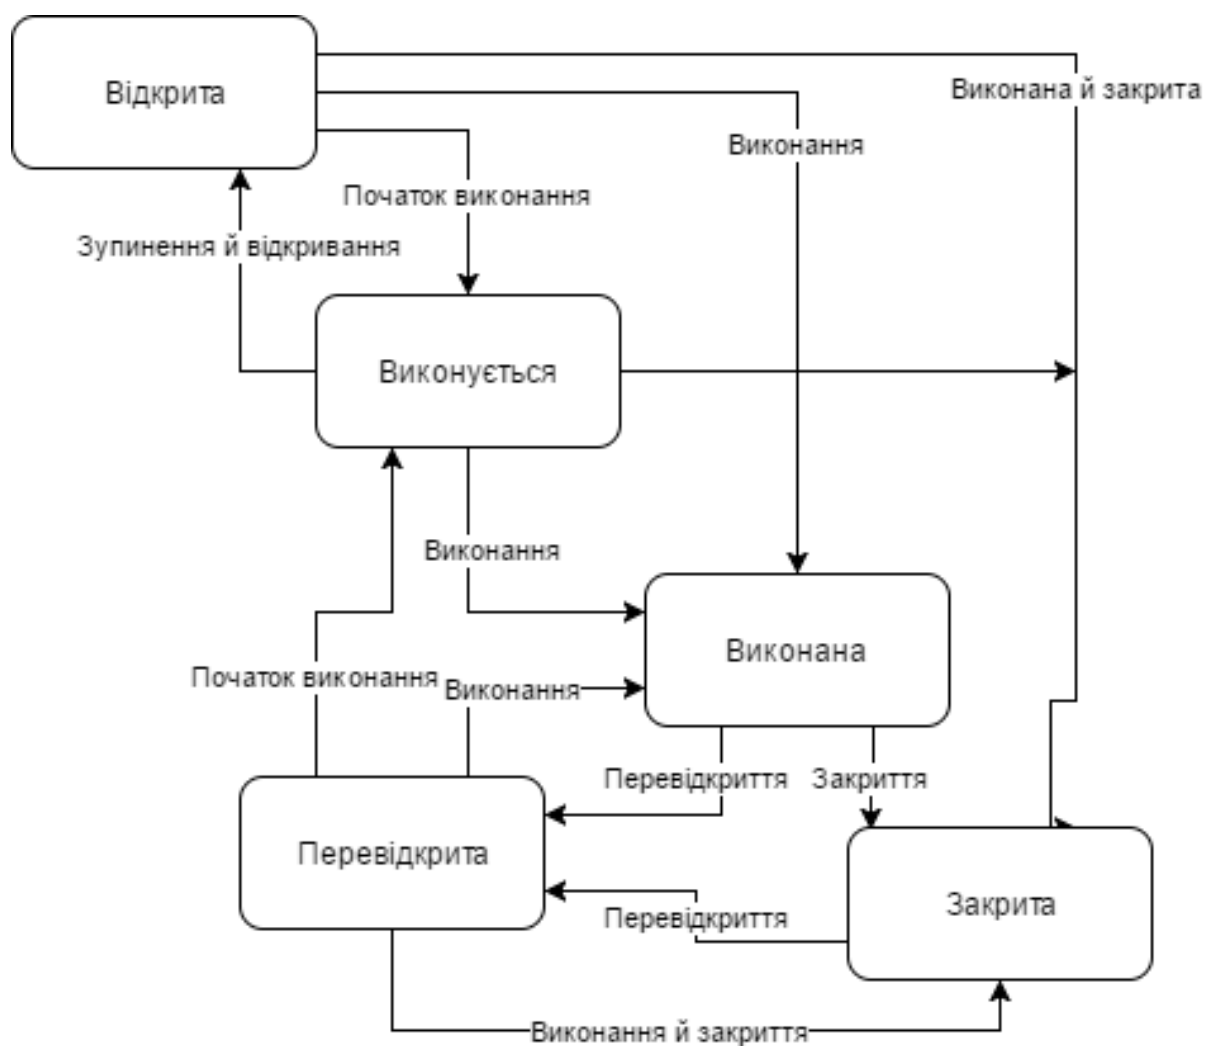 Відкрита
Виконана й закрита
Виконання
Початок виконання
Зупинення й відкривання
Виконується
Виконання
Виконана
Початок виконання
Виконання
Перевідкриття
Закриття
Перевідкрита
Закрита
Перевідкриття
Виконання й закриття